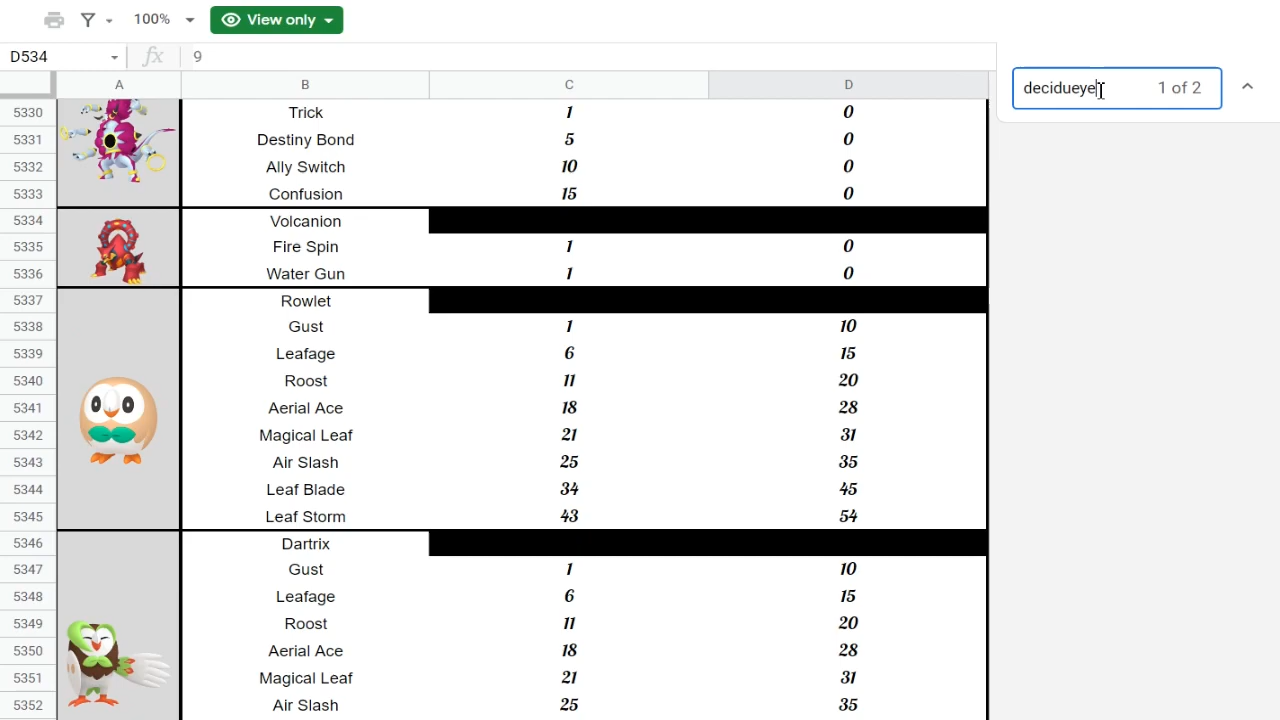 100% View only
D534 fx 9
decidueye 1 of 2
A B C D
5330 Trick 1 0
5331 Destiny Bond 5 0
5332 Ally Switch 10 0
5333 Confusion 15 0
5334 Volcanion
5335 Fire Spin 1 0
5336 Water Gun 1 0
5337 Rowlet
5338 Gust 1 10
5339 Leafage 6 15
5340 Roost 11 20
5341 Aerial Ace 18 28
5342 Magical Leaf 21 31
5343 Air Slash 25 35
5344 Leaf Blade 34 45
5345 Leaf Storm 43 54
5346 Dartrix
5347 Gust 1 10
5348 Leafage 6 15
5349 Roost 11 20
5350 Aerial Ace 18 28
5351 Magical Leaf 21 31
5352 Air Slash 25 35